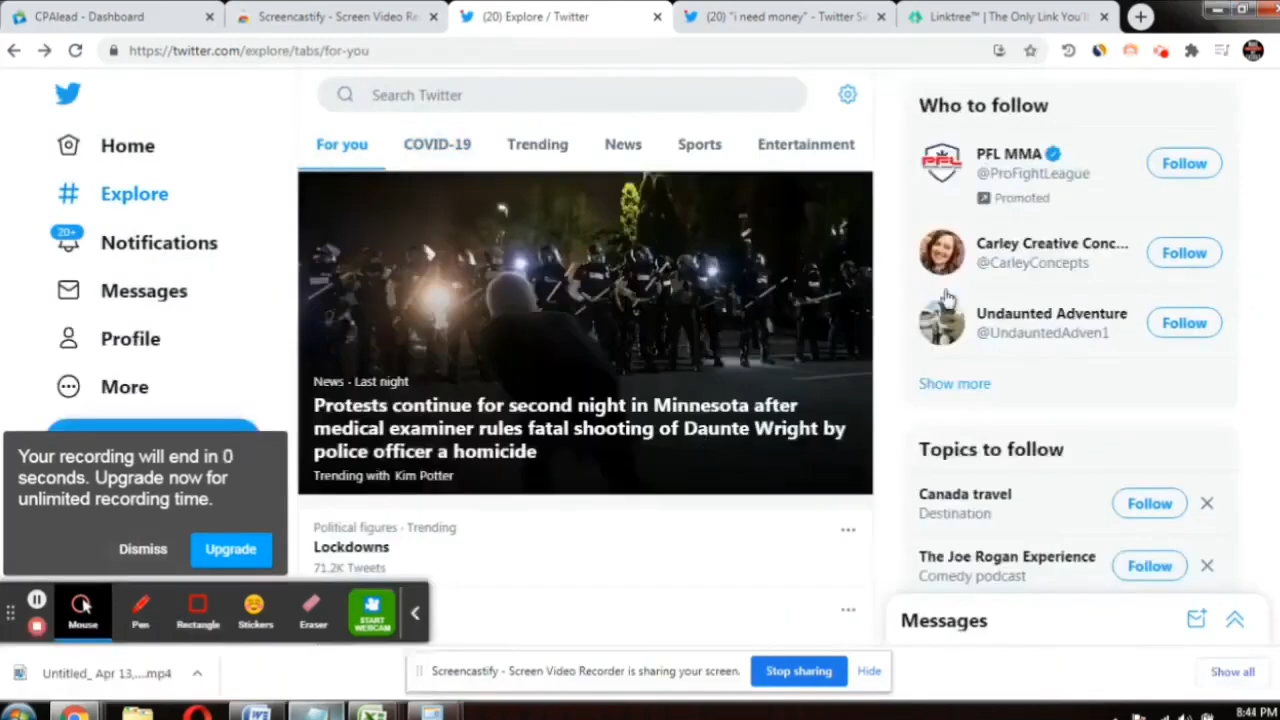 CPAlead - Dashboard
Screencastify - Screen Video Re
(20) Explore / Twitter
(20) "i need money" - Twitter Se
Linktree™ | The Only Link You'll
https://twitter.com/explore/tabs/for-you
Search Twitter
For you
COVID-19
Trending
News
Sports
Entertainment
Home
Explore
20+
Notifications
Messages
Profile
More
News · Last night
Protests continue for second night in Minnesota after
medical examiner rules fatal shooting of Daunte Wright by
police officer a homicide
Trending with Kim Potter
Political figures · Trending
Lockdowns
71.2K Tweets
Who to follow
PFL MMA
@ProFightLeague
Promoted
Follow
Carley Creative Conc...
@CarleyConcepts
Follow
Undaunted Adventure
@UndauntedAdven1
Follow
Show more
Topics to follow
Canada travel
Destination
Follow
The Joe Rogan Experience
Comedy podcast
Follow
Messages
Your recording will end in 0
seconds. Upgrade now for
unlimited recording time.
Dismiss
Upgrade
Mouse
Pen
Rectangle
Stickers
Eraser
START
WEBCAM
Untitled_ Apr 13,....mp4
Screencastify - Screen Video Recorder is sharing your screen.
Stop sharing
Hide
Show all
8:44 PM